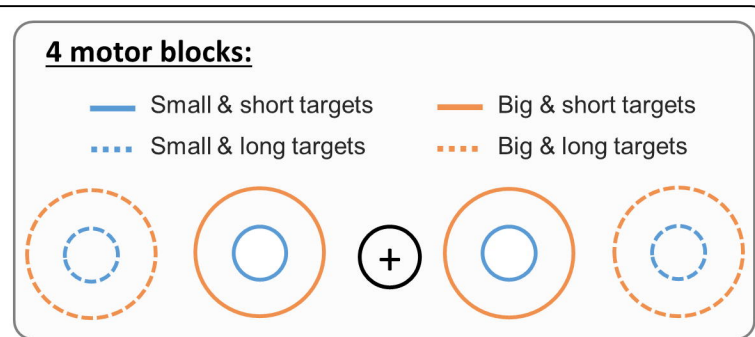 4 motor blocks:
Small & short targets Big & short targets
Small & long targets Big & long targets
+